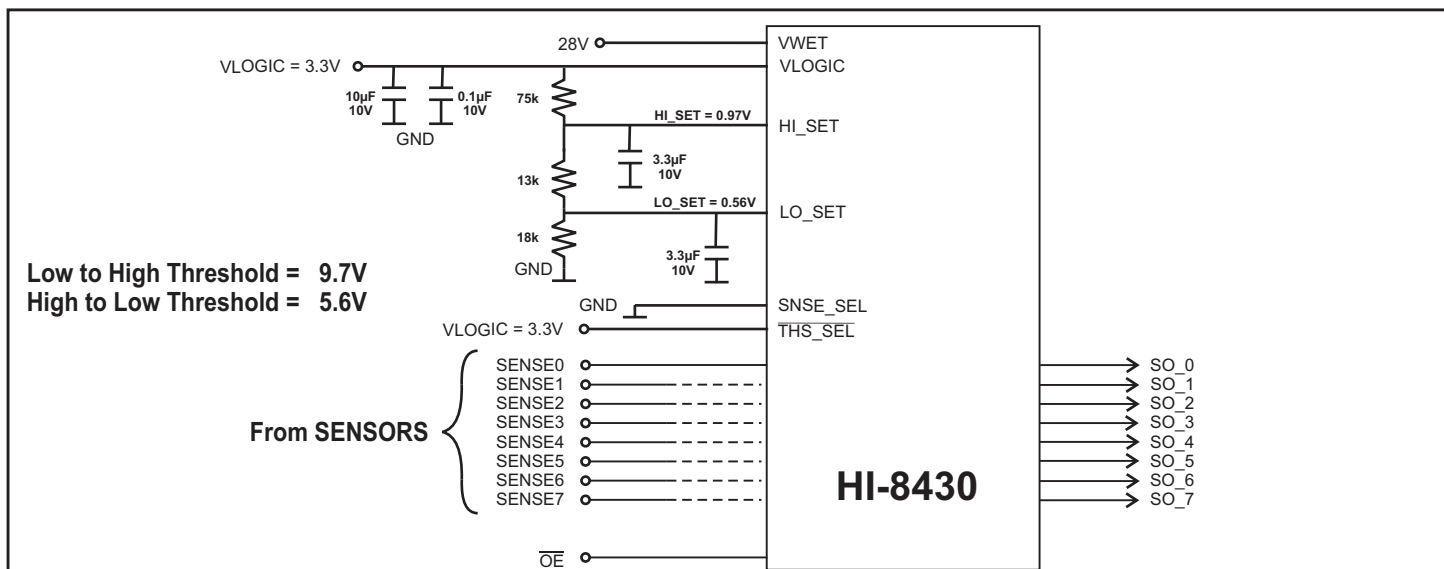 28V
VWET
VLOGIC = 3.3V
VLOGIC
10µF
10V
0.1µF
10V
75k
GND
HI_SET = 0.97V
HI_SET
3.3µF
10V
13k
LO_SET = 0.56V
LO_SET
18k
3.3µF
10V
GND
Low to High Threshold = 9.7V
High to Low Threshold = 5.6V
GND
SNSE_SEL
VLOGIC = 3.3V
THS_SEL
From SENSORS
SENSE0
SENSE1
SENSE2
SENSE3
SENSE4
SENSE5
SENSE6
SENSE7
HI-8430
SO_0
SO_1
SO_2
SO_3
SO_4
SO_5
SO_6
SO_7
OE